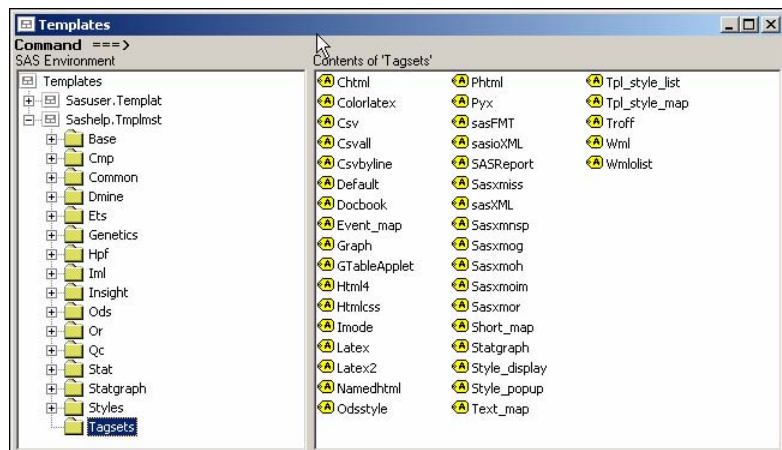 Templates
Command ===>
SAS Environment
Contents of 'Tagsets'
Templates
Sasuser.Templat
Sashelp.Tmplmst
Base
Cmp
Common
Dmine
Ets
Genetics
Hpf
Iml
Insight
Ods
Or
Qc
Stat
Statgraph
Styles
Tagsets
Chtml
Colorlatex
Csv
Csvall
Csvbyline
Default
Docbook
Event_map
Graph
GTableApplet
Html4
Htmlcss
Imode
Latex
Latex2
Namedhtml
Odsstyle
Phtml
Pyx
sasFMT
sasioXML
SASReport
Sasxmiss
sasXML
Sasxmnsp
Sasxmog
Sasxmoh
Sasxmoim
Sasxmor
Short_map
Statgraph
Style_display
Style_popup
Text_map
Tpl_style_list
Tpl_style_map
Troff
Wml
Wmlolist